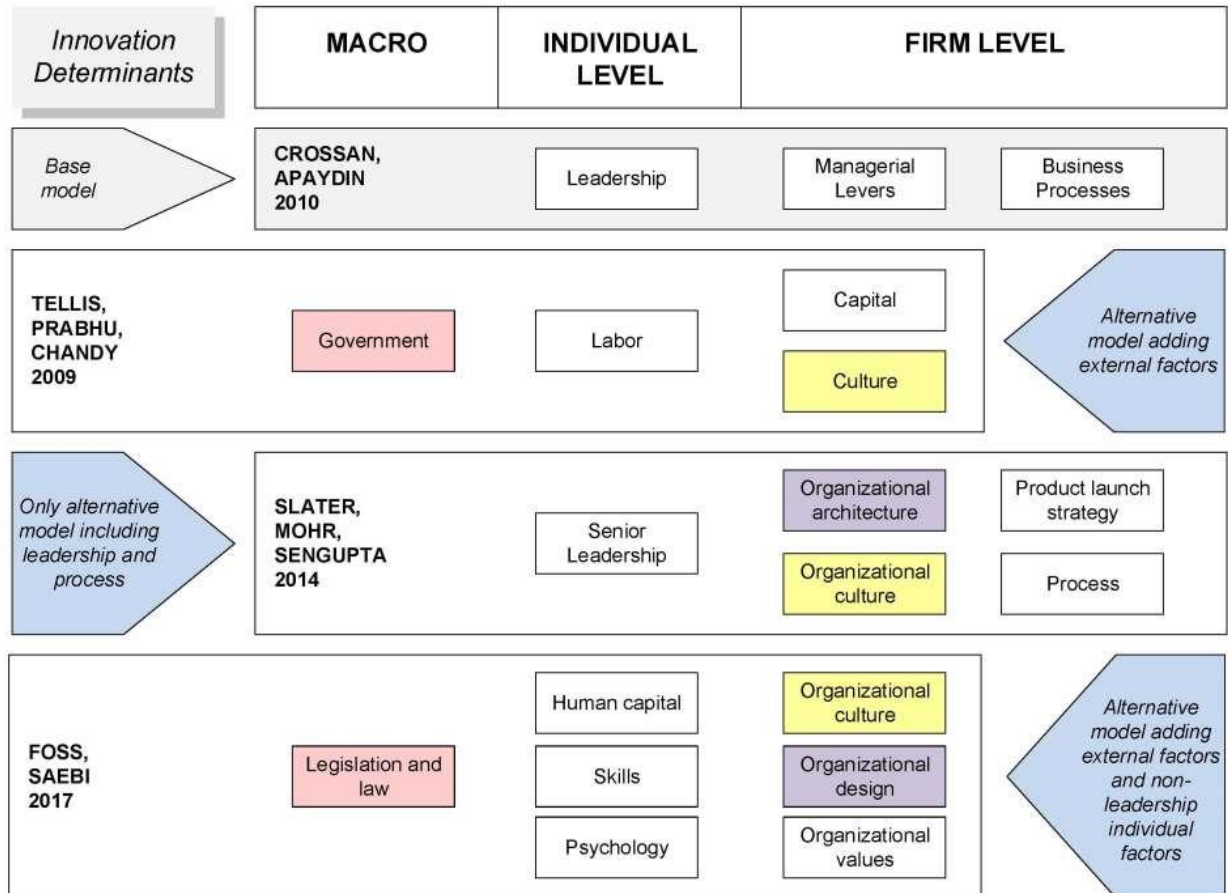 Innovation
Determinants
MACRO
INDIVIDUAL
LEVEL
FIRM LEVEL
Base
model
CROSSAN,
APAYDIN
2010
Leadership
Managerial
Levers
Business
Processes
TELLIS,
PRABHU,
CHANDY
2009
Government
Labor
Capital
Culture
Alternative
model adding
external factors
Only alternative
model including
leadership and
process
SLATER,
MOHR,
SENGUPTA
2014
Senior
Leadership
Organizational
architecture
Product launch
strategy
Organizational
culture
Process
FOSS,
SAEBI
2017
Legislation and
law
Human capital
Skills
Psychology
Organizational
culture
Organizational
design
Organizational
values
Alternative
model adding
external factors
and non-
leadership
individual
factors